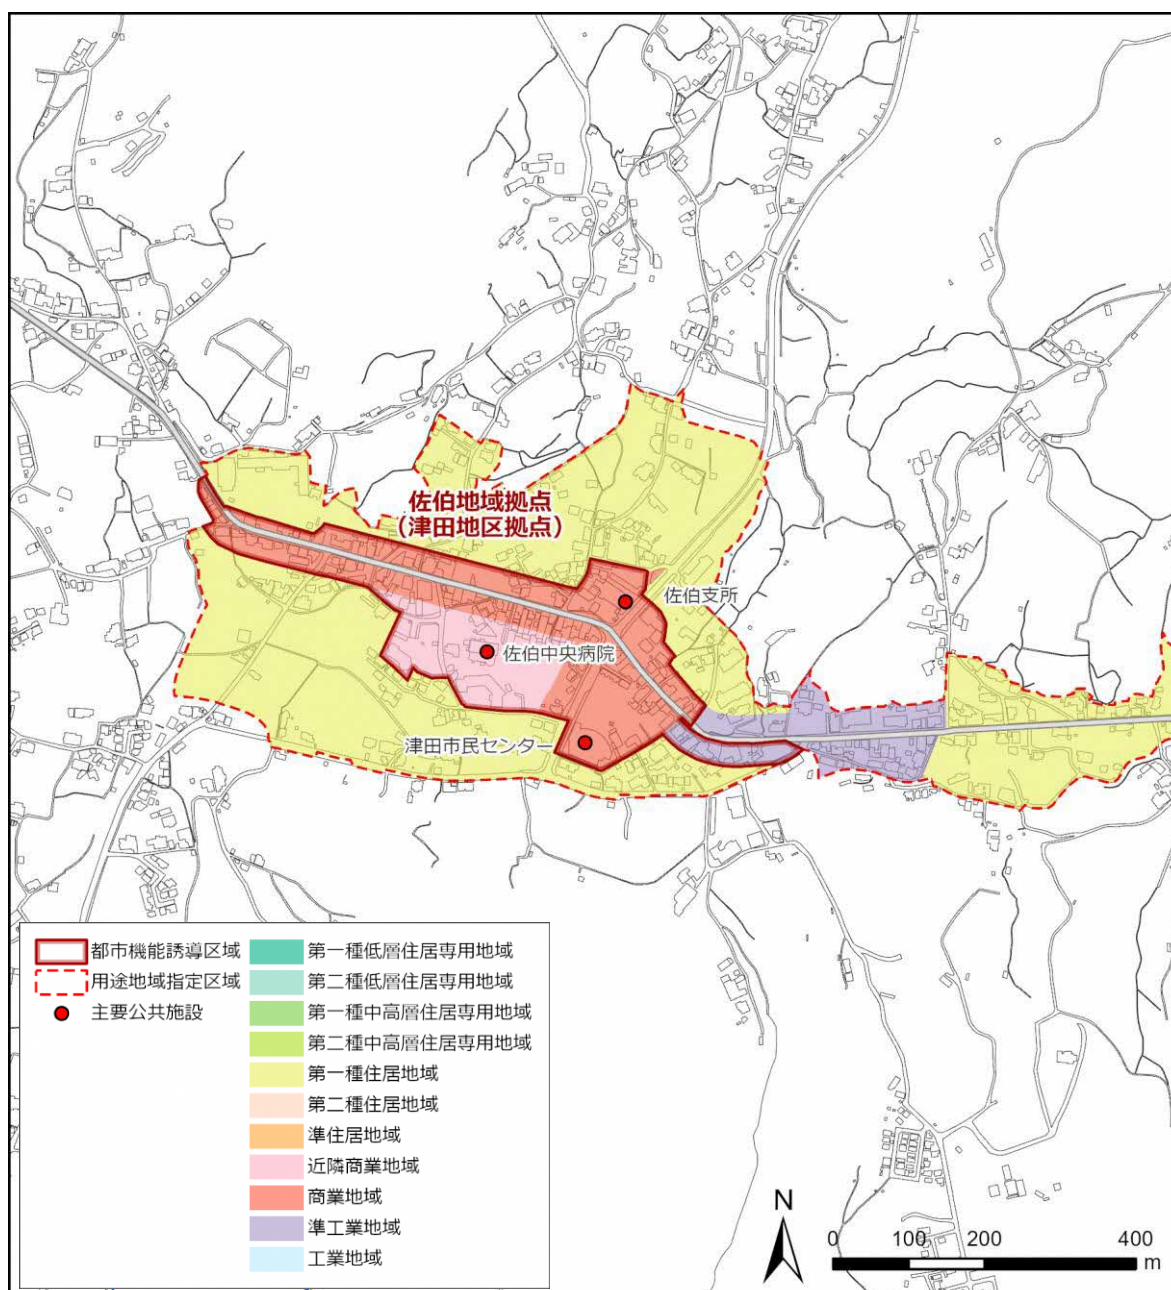 佐伯地域拠点
（津田地区拠点）
佐伯支所
佐伯中央病院
津田市民センター
都市機能誘導区域
用途地域指定区域
主要公共施設
第一種低層住居専用地域
第二種低層住居専用地域
第一種中高層住居専用地域
第二種中高層住居専用地域
第一種住居地域
第二種住居地域
準住居地域
近隣商業地域
商業地域
準工業地域
工業地域
N
0 100 200 400
m